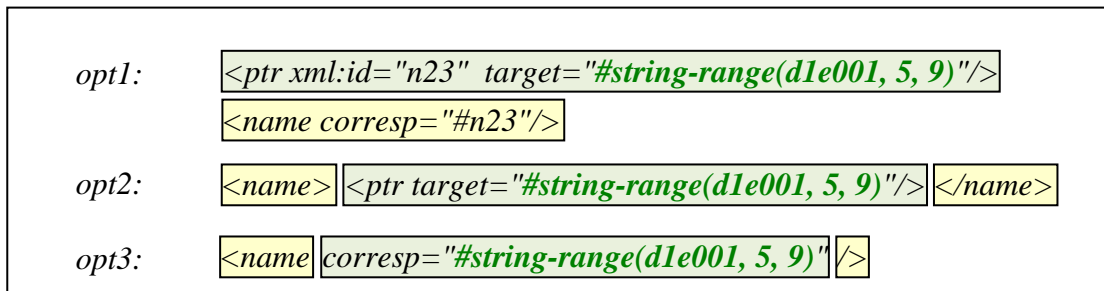 opt1: <ptr xml:id="n23" target="#string-range(d1e001, 5, 9)"/>
<name corresp="#n23"/>
opt2: <name> <ptr target="#string-range(d1e001, 5, 9)"/> </name>
opt3: <name corresp="#string-range(d1e001, 5, 9)" />